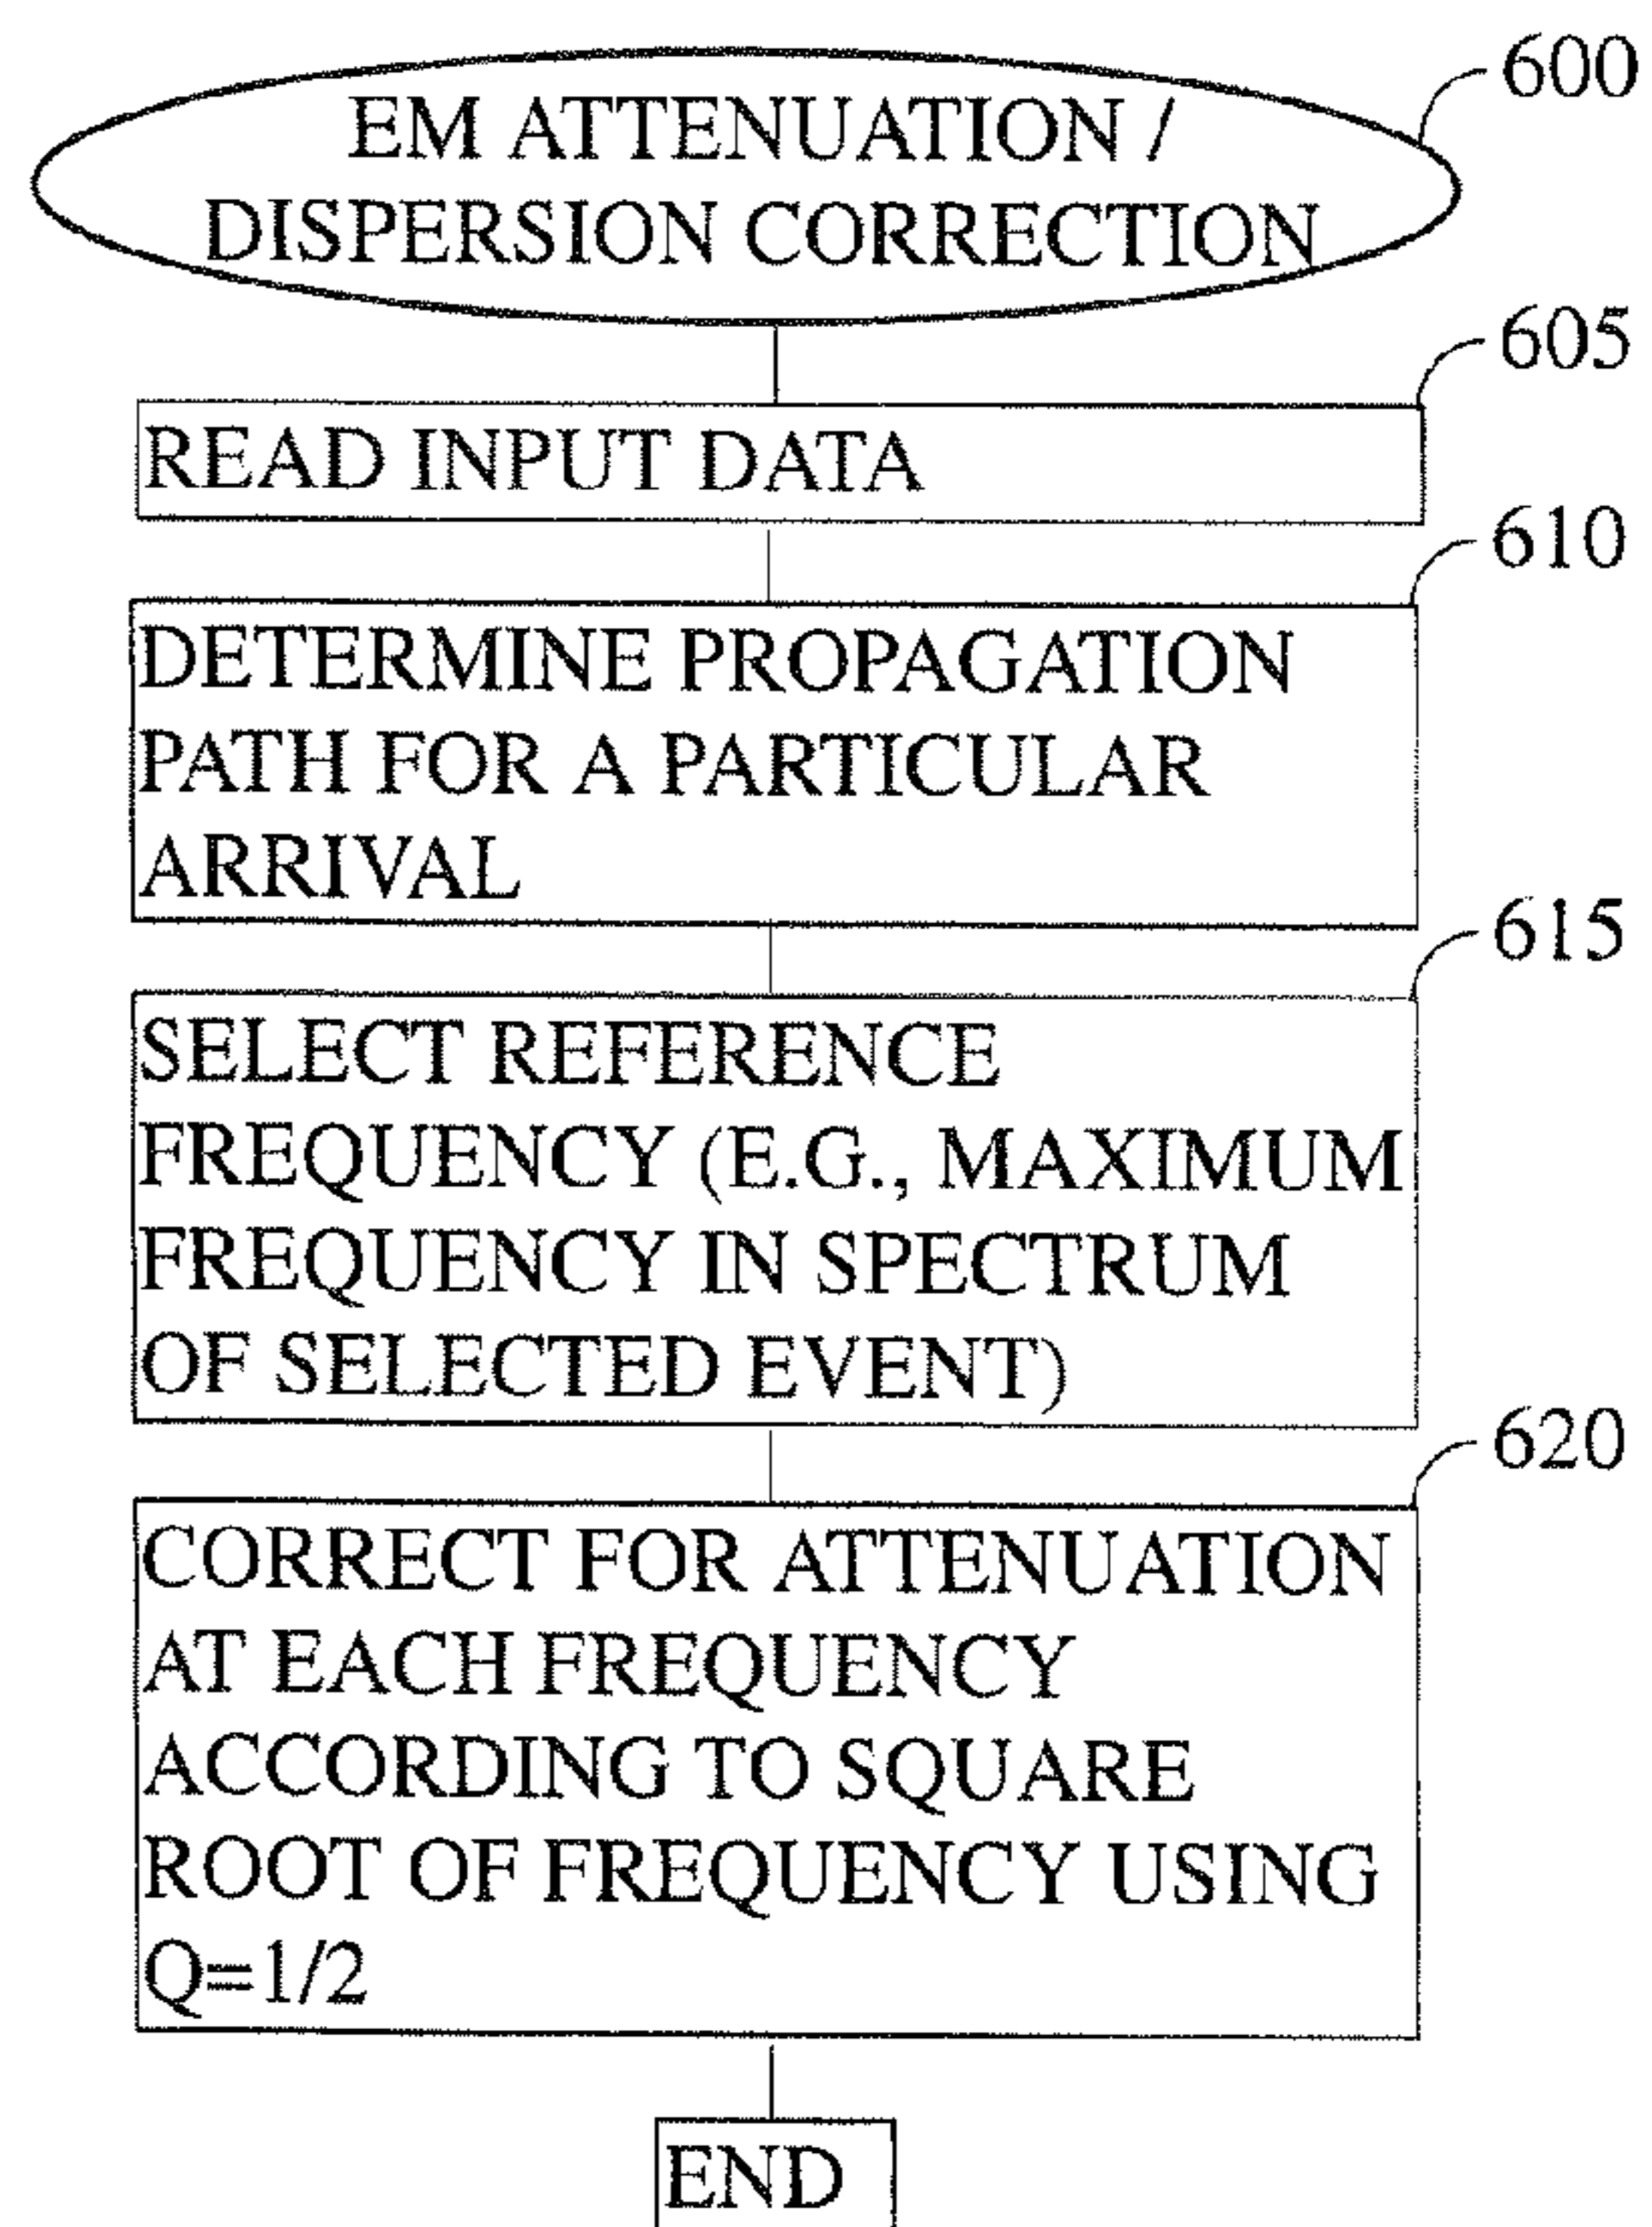 600
EM ATTENUATION /
DISPERSION CORRECTION
605
READ INPUT DATA
610
DETERMINE PROPAGATION
PATH FOR A PARTICULAR
ARRIVAL
615
SELECT REFERENCE
FREQUENCY (E.G., MAXIMUM
FREQUENCY IN SPECTRUM
OF SELECTED EVENT)
620
CORRECT FOR ATTENUATION
AT EACH FREQUENCY
ACCORDING TO SQUARE
ROOT OF FREQUENCY USING
Q=1/2
END